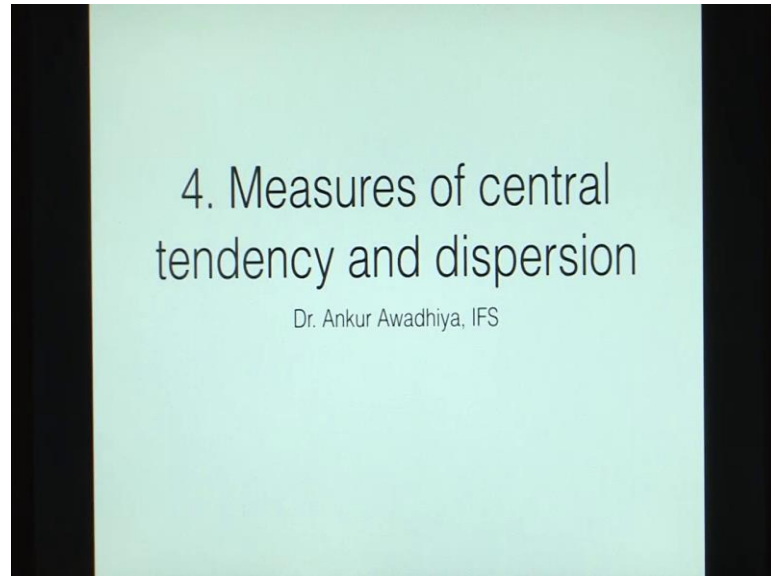 4. Measures of central
tendency and dispersion
Dr. Ankur Awadhiya, IFS